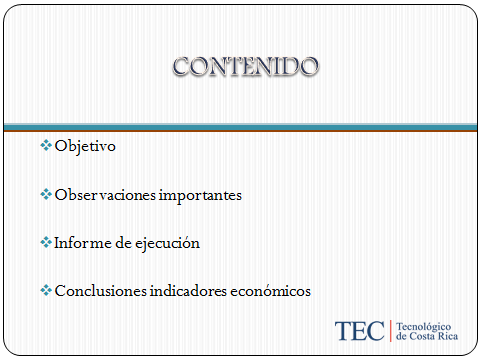 CONTENIDO
Objetivo
Observaciones importantes
Informe de ejecución
Conclusiones indicadores económicos
TEC | Tecnológico
de Costa Rica